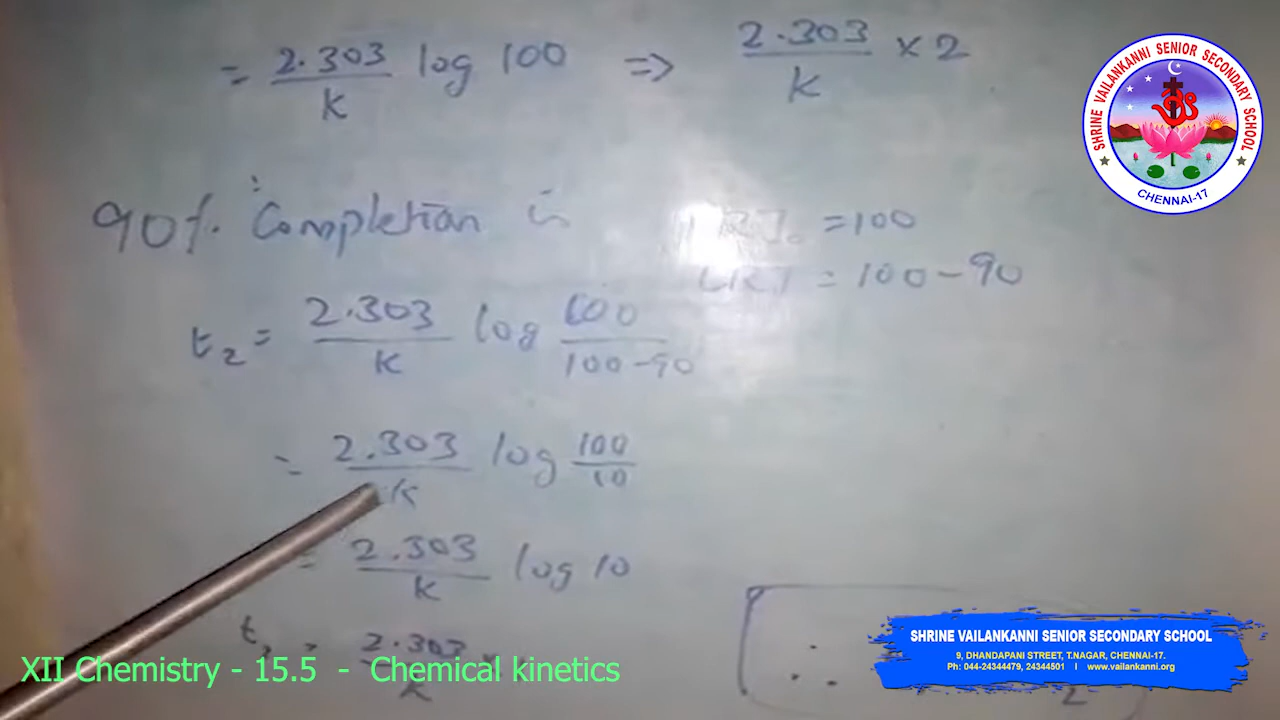 = 2.303/K log 100 ⇒ 2.303/K × 2
90%. Completion is
= 100
= 100 - 90
t2 = 2.303/K log 100/100-90
= 2.303/K log 100/10
= 2.303/K log 10
= 2.303/K
XII Chemistry - 15.5 - Chemical kinetics
SHRINE VAILANKANNI SENIOR SECONDARY SCHOOL
CHENNAI-17
SHRINE VAILANKANNI SENIOR SECONDARY SCHOOL
9, DHANDAPANI STREET, T.NAGAR, CHENNAI-17.
Ph: 044-24344479, 24344501 I www.vailankanni.org